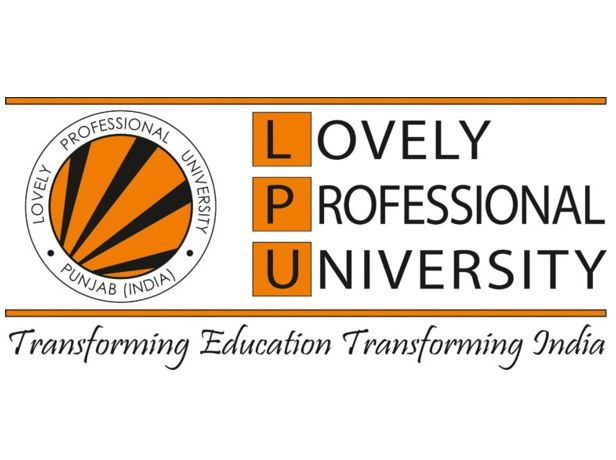 LOVELY PROFESSIONAL UNIVERSITY
• PUNJAB (INDIA) •
LOVELY
PROFESSIONAL
UNIVERSITY
Transforming Education Transforming India